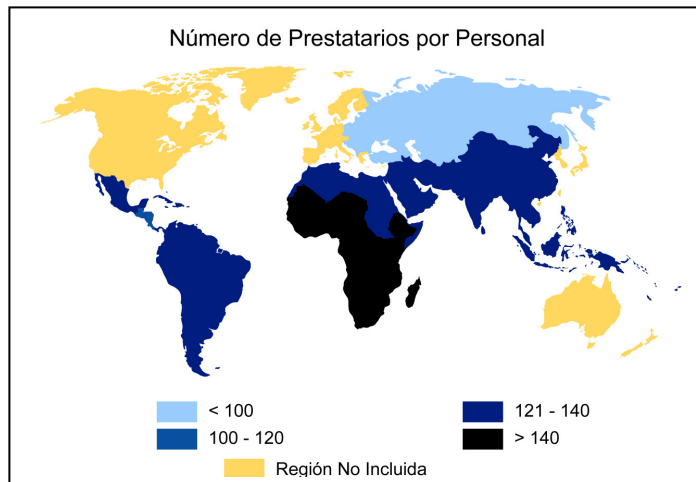 Número de Prestatarios por Personal
< 100
121 - 140
100 - 120
> 140
Región No Incluida